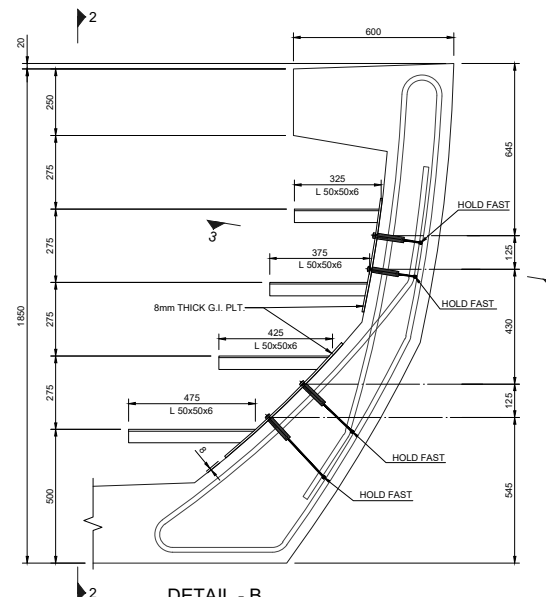 2
600
20
250
275
275
275
275
500
1850
325
L 50x50x6
3
375
L 50x50x6
8mm THICK G.I. PLT.
425
L 50x50x6
475
L 50x50x6
8
HOLD FAST
HOLD FAST
HOLD FAST
HOLD FAST
645
125
430
125
545
2
DETAIL - B